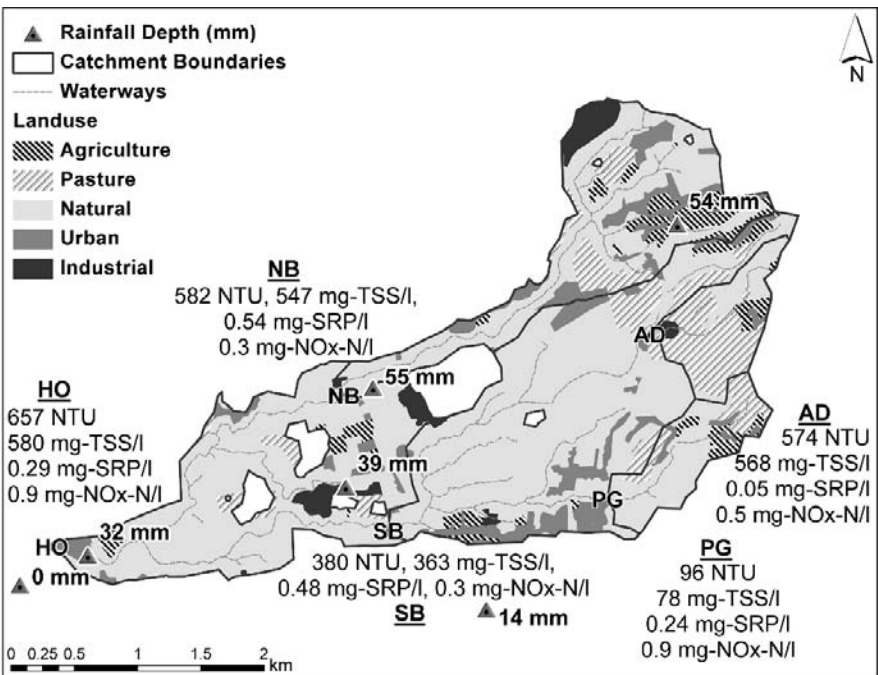 Rainfall Depth (mm)
Catchment Boundaries
Waterways
Landuse
Agriculture
Pasture
Natural
Urban
Industrial
N
54 mm
NB
582 NTU, 547 mg-TSS/l,
0.54 mg-SRP/l
0.3 mg-NOx-N/l
AD
55 mm
NB
HO
657 NTU
580 mg-TSS/l
0.29 mg-SRP/l
0.9 mg-NOx-N/l
39 mm
AD
574 NTU
568 mg-TSS/l
0.05 mg-SRP/l
0.5 mg-NOx-N/l
PG
SB
32 mm
HO
0 mm
380 NTU, 363 mg-TSS/l,
0.48 mg-SRP/l, 0.3 mg-NOx-N/l
SB
14 mm
PG
96 NTU
78 mg-TSS/l
0.24 mg-SRP/l
0.9 mg-NOx-N/l
0 0.25 0.5 1 1.5 2
km